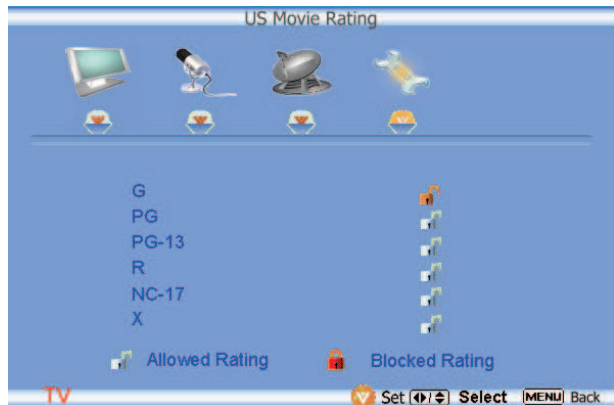 US Movie Rating
G
PG
PG-13
R
NC-17
X
Allowed Rating Blocked Rating
TV Set Select MENU Back